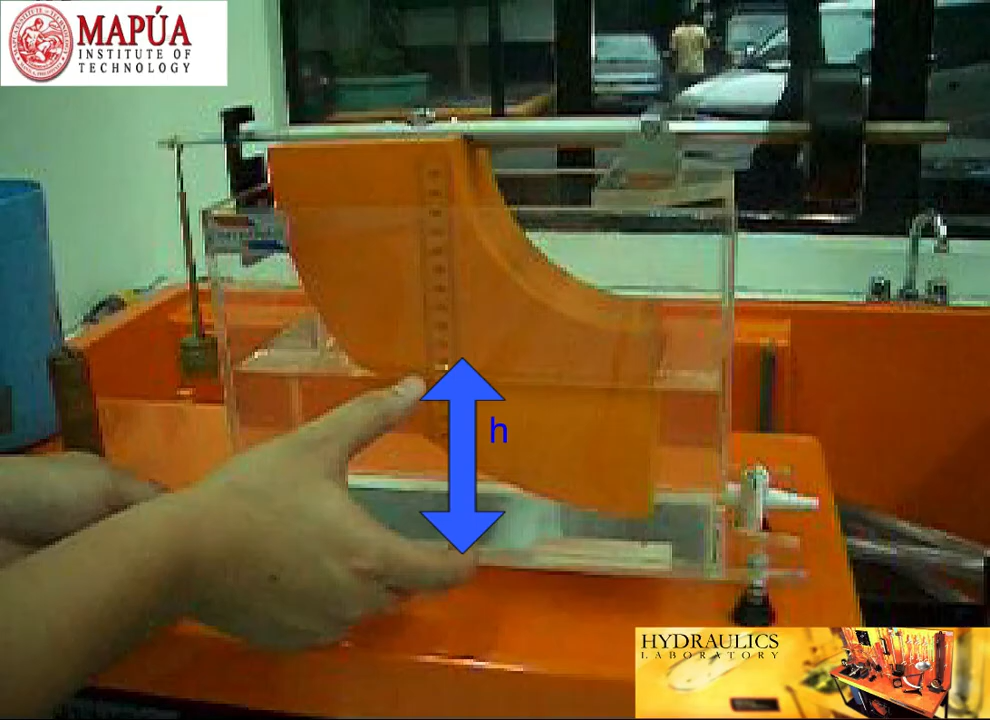 MAPÚA
INSTITUTE OF
TECHNOLOGY
h
HYDRAULICS
LABORATORY